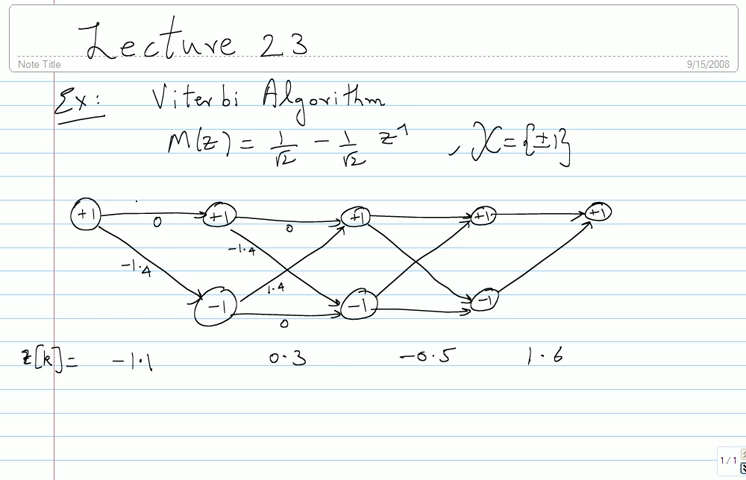 Lecture 23
Note Title
9/15/2008
Ex: Viterbi Algorithm
M(z) = 1/√2 - 1/√2 z^-1 , X = {±1}
+1 0 +1 0 +1 +1 +1
-1.4 -1.4 1.4
-1 0 -1 -1
z[k] = -1.1 0.3 -0.5 1.6
1 / 1